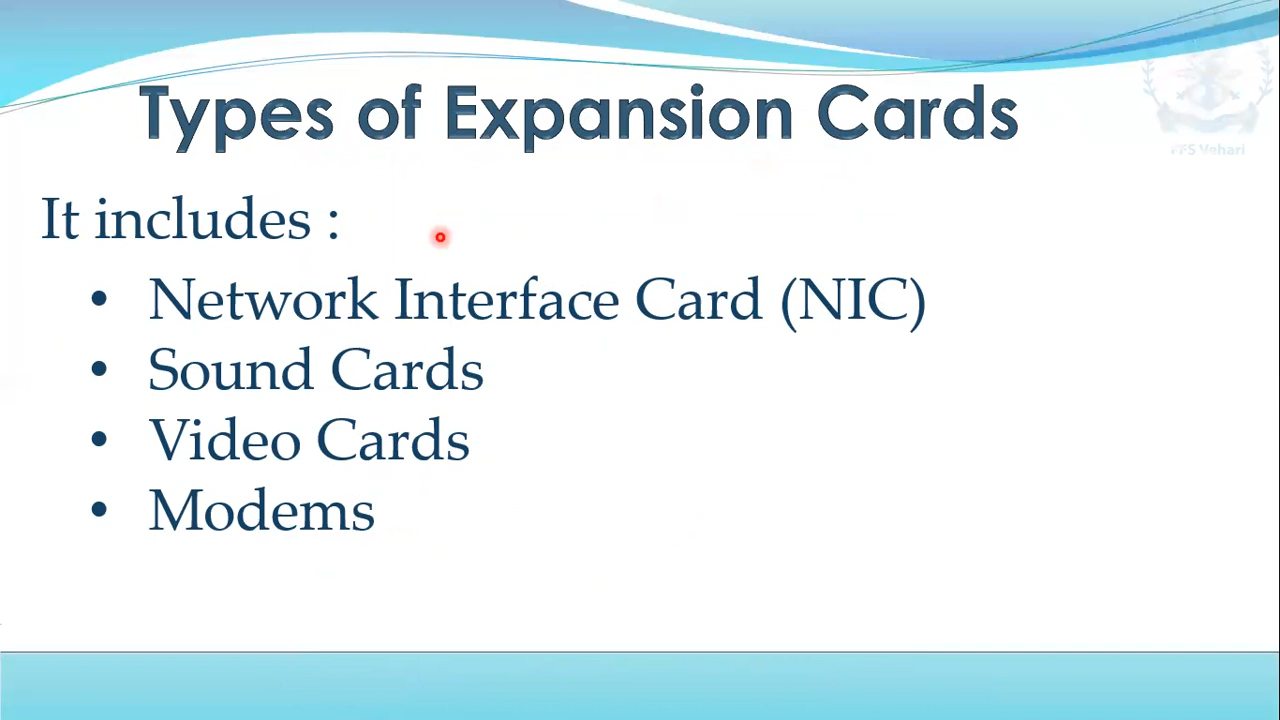 Types of Expansion Cards
It includes :
• Network Interface Card (NIC)
• Sound Cards
• Video Cards
• Modems